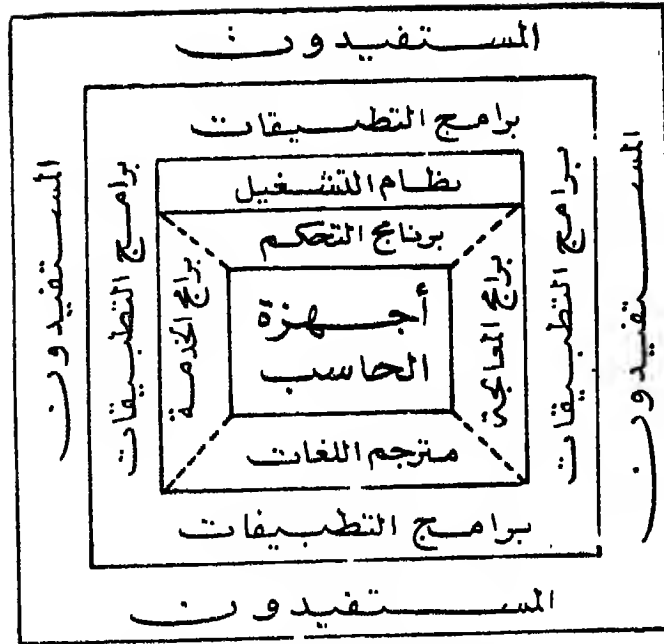 المستفيدون
برامج التطبيقات
نظام التشغيل
برنامج التحكم
المستفيدون
برامج التطبيقات
برامج الخدمة
أجهزة
الحاسب
برامج المعالجة
برامج التطبيقات
المستفيدون
مترجم اللغات
برامج التطبيقات
المستفيدون